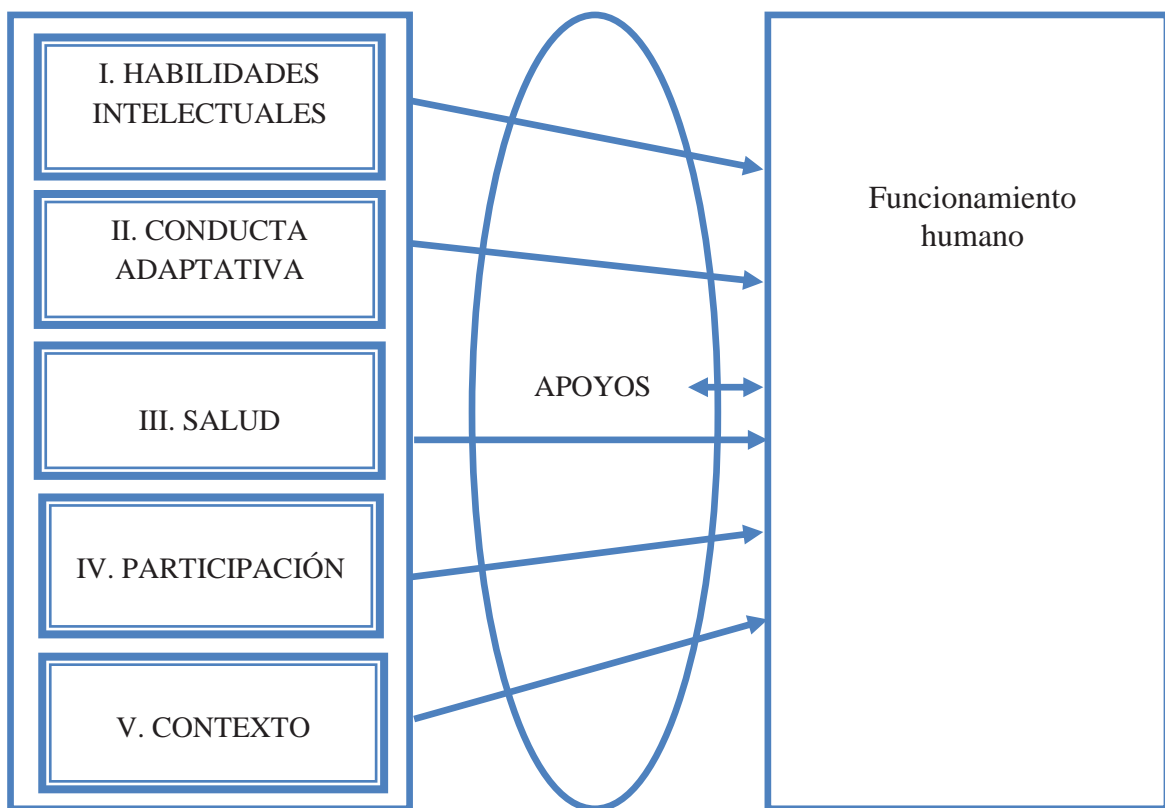 I. HABILIDADES
INTELECTUALES
II. CONDUCTA
ADAPTATIVA
III. SALUD
IV. PARTICIPACIÓN
V. CONTEXTO
APOYOS
Funcionamiento
humano